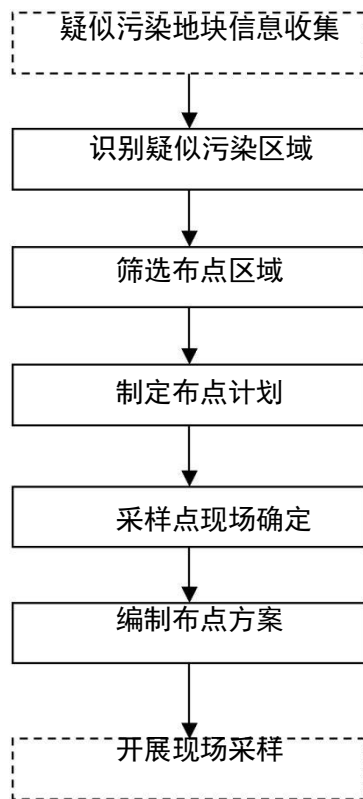 疑似污染地块信息收集
识别疑似污染区域
筛选布点区域
制定布点计划
采样点现场确定
编制布点方案
开展现场采样